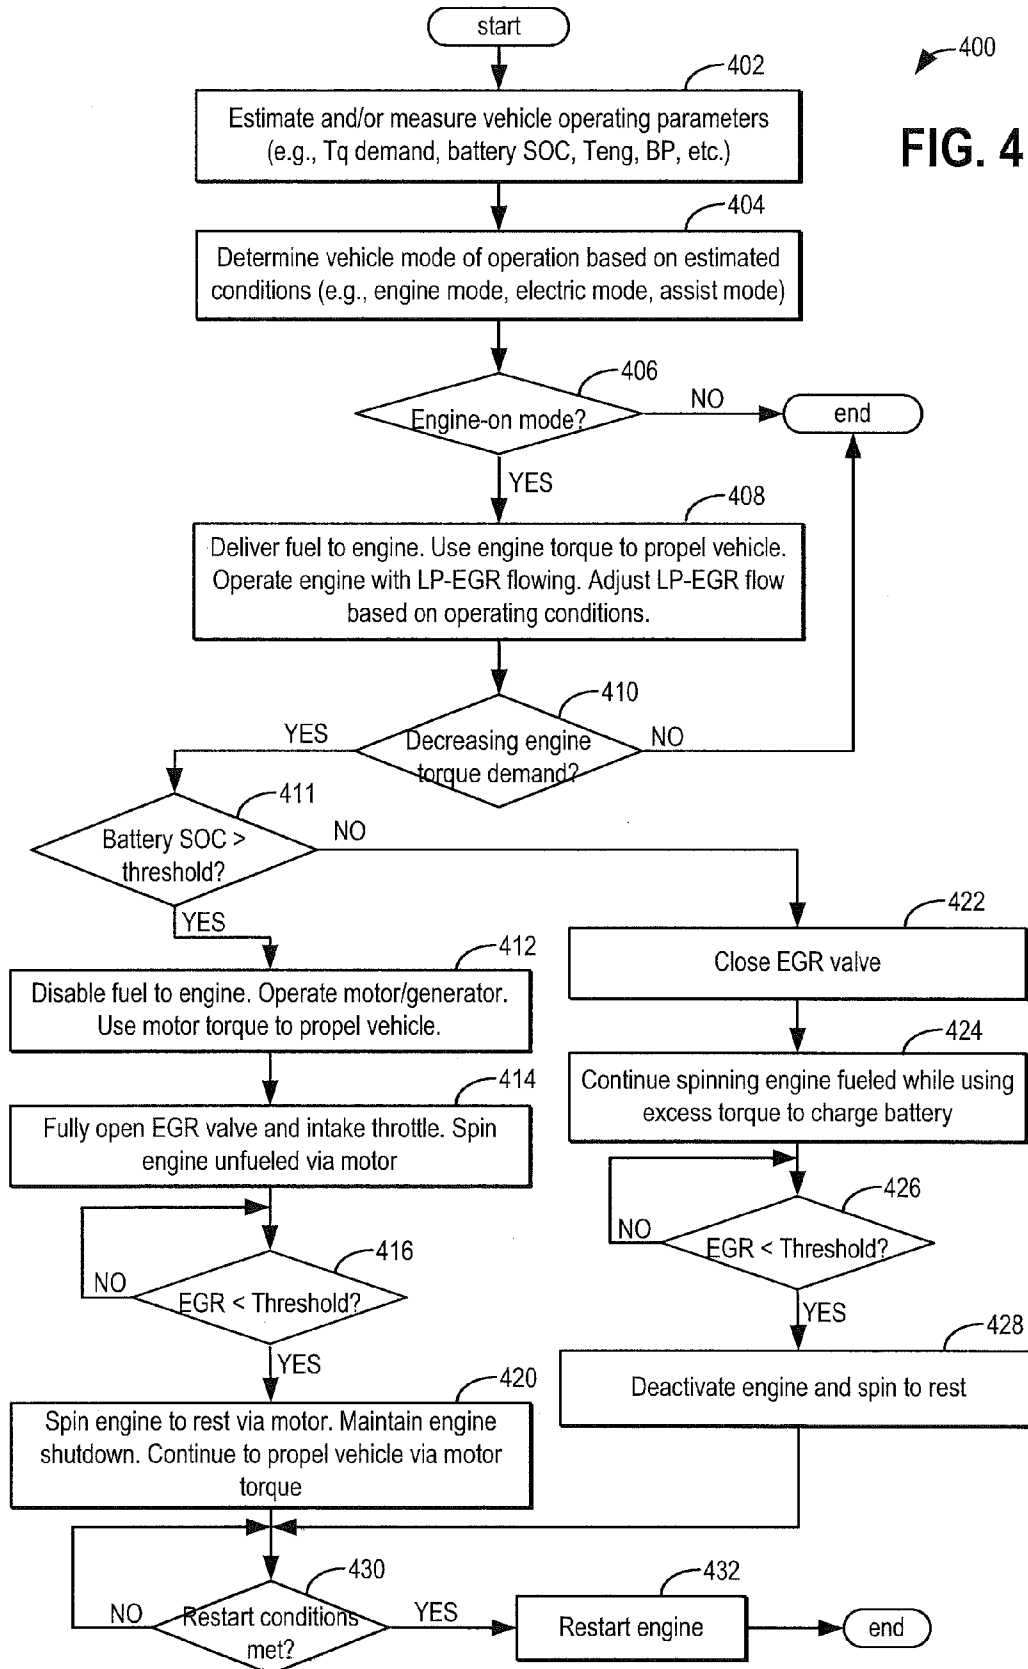 start
400
FIG. 4
402
Estimate and/or measure vehicle operating parameters
(e.g., Tq demand, battery SOC, Teng, BP, etc.)
404
Determine vehicle mode of operation based on estimated
conditions (e.g., engine mode, electric mode, assist mode)
406
Engine-on mode?
NO
end
YES
408
Deliver fuel to engine. Use engine torque to propel vehicle.
Operate engine with LP-EGR flowing. Adjust LP-EGR flow
based on operating conditions.
410
Decreasing engine
torque demand?
YES
NO
411
Battery SOC >
threshold?
NO
YES
412
Disable fuel to engine. Operate motor/generator.
Use motor torque to propel vehicle.
414
Fully open EGR valve and intake throttle. Spin
engine unfueled via motor
416
EGR < Threshold?
NO
YES
420
Spin engine to rest via motor. Maintain engine
shutdown. Continue to propel vehicle via motor
torque
422
Close EGR valve
424
Continue spinning engine fueled while using
excess torque to charge battery
426
EGR < Threshold?
NO
YES
428
Deactivate engine and spin to rest
430
Restart conditions
met?
NO
YES
432
Restart engine
end